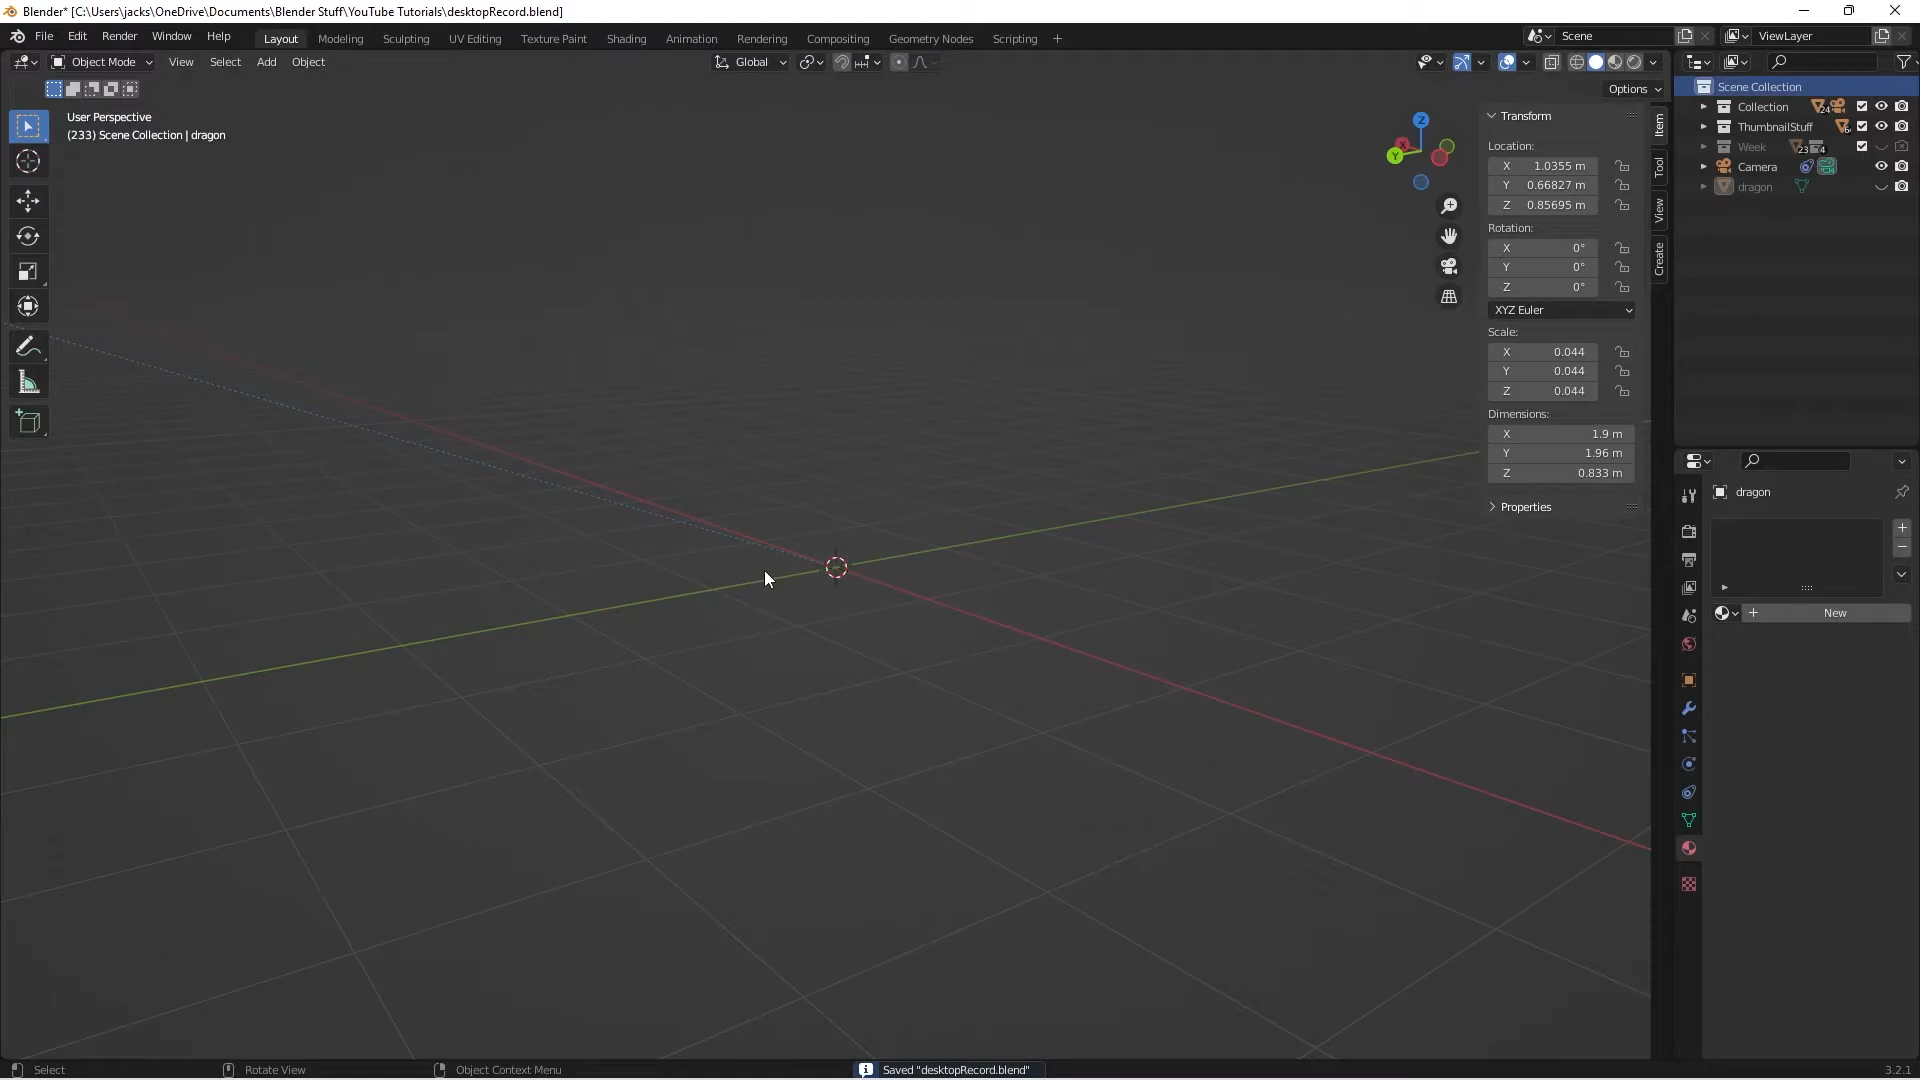 Blender* [C:\Users\jacks\OneDrive\Documents\Blender Stuff\YouTube Tutorials\desktopRecord.blend]
File Edit Render Window Help Layout Modeling Sculpting UV Editing Texture Paint Shading Animation Rendering Compositing Geometry Nodes Scripting + Scene ViewLayer
Object Mode View Select Add Object Global
Options
User Perspective
(233) Scene Collection | dragon
Z
X
Y
Transform
Location:
X 1.0355 m
Y 0.66827 m
Z 0.85695 m
Rotation:
X 0°
Y 0°
Z 0°
XYZ Euler
Scale:
X 0.044
Y 0.044
Z 0.044
Dimensions:
X 1.9 m
Y 1.96 m
Z 0.833 m
Properties
Item
Tool
View
Create
Scene Collection
Collection 24
ThumbnailStuff 6
Week 23 4
Camera
dragon
dragon
New
Select Rotate View Object Context Menu Saved "desktopRecord.blend" 3.2.1